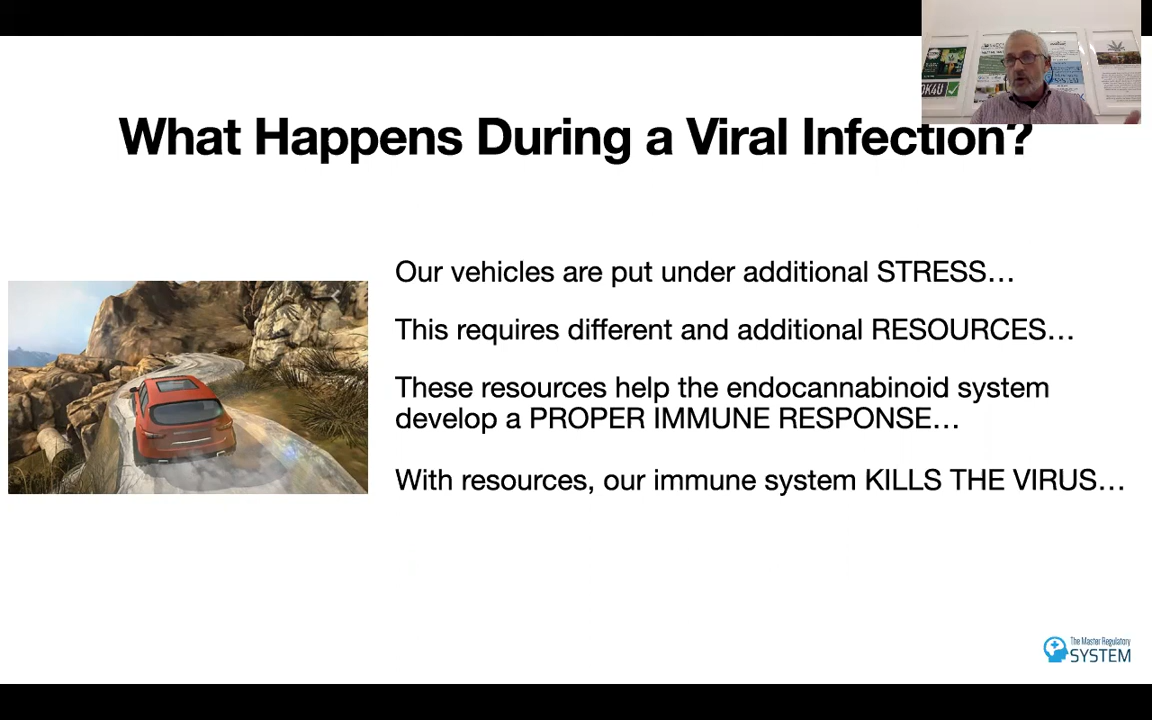 What Happens During a Viral Infection?
Our vehicles are put under additional STRESS…
This requires different and additional RESOURCES…
These resources help the endocannabinoid system
develop a PROPER IMMUNE RESPONSE…
With resources, our immune system KILLS THE VIRUS…
The Master Regulatory
SYSTEM